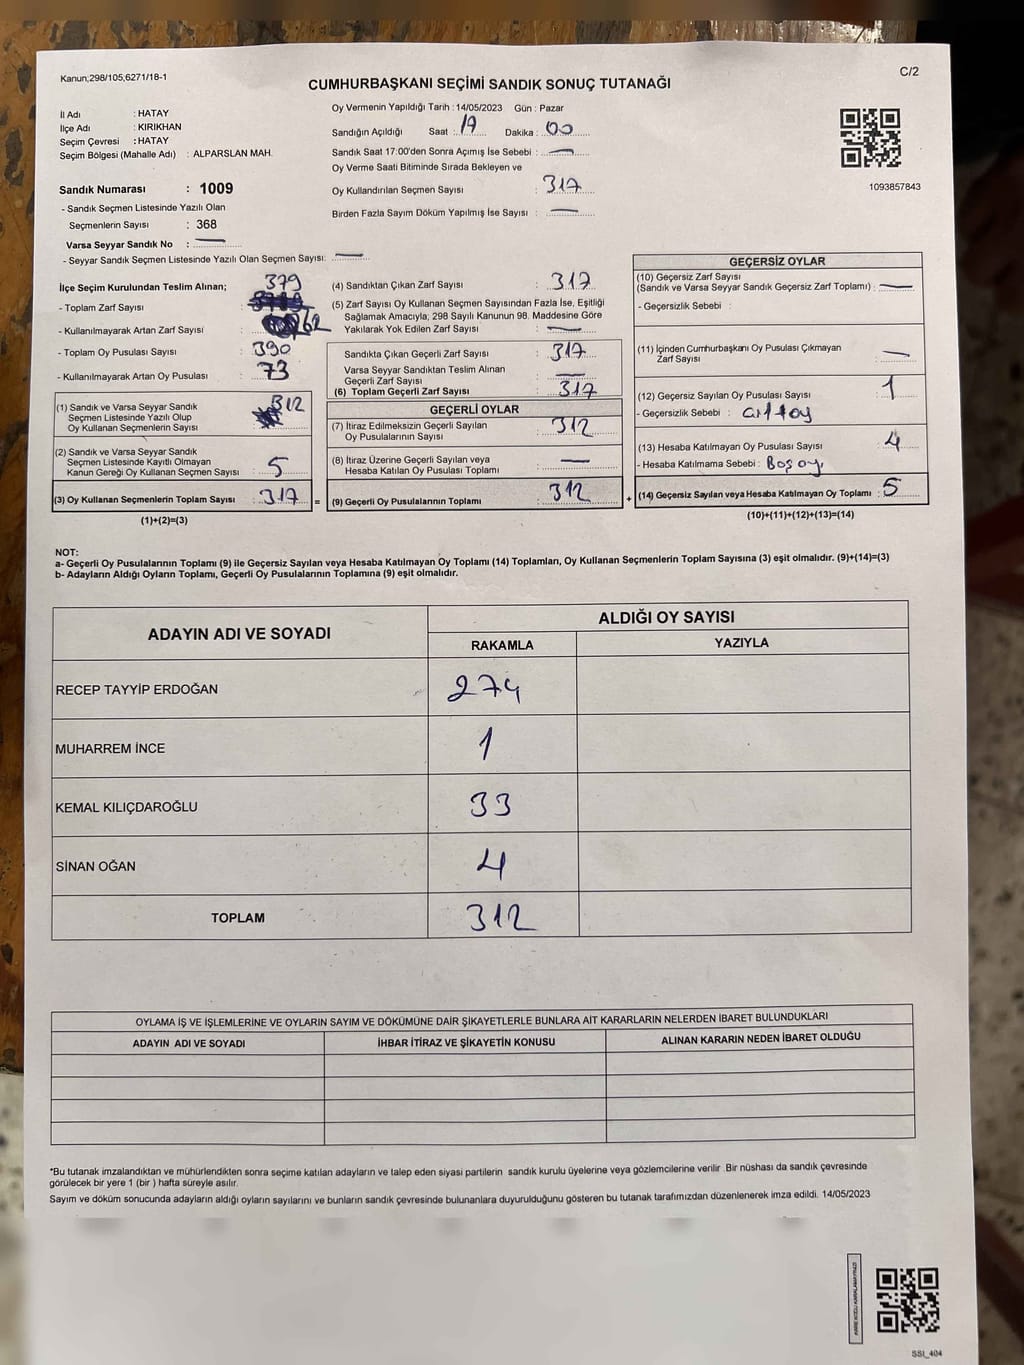 Kanun;298/105,6271/18-1
C/2
CUMHURBAŞKANI SEÇİMİ SANDIK SONUÇ TUTANAĞI
İl Adı : HATAY
İlçe Adı : KIRIKHAN
Seçim Çevresi : HATAY
Seçim Bölgesi (Mahalle Adı) : ALPARSLAN MAH.
Sandık Numarası : 1009
- Sandık Seçmen Listesinde Yazılı Olan
Seçmenlerin Sayısı : 368
Varsa Seyyar Sandık No : —
- Seyyar Sandık Seçmen Listesinde Yazılı Olan Seçmen Sayısı: —
Oy Vermenin Yapıldığı Tarih : 14/05/2023 Gün : Pazar
Sandığın Açıldığı Saat : 17 Dakika : 00
Sandık Saat 17:00'den Sonra Açımış İse Sebebi : —
Oy Verme Saati Bitiminde Sırada Bekleyen ve
Oy Kullandırılan Seçmen Sayısı : 317
Birden Fazla Sayım Döküm Yapılmış İse Sayısı : —
1093857843
İlçe Seçim Kurulundan Teslim Alınan;
379
- Toplam Zarf Sayısı :
- Kullanılmayarak Artan Zarf Sayısı : 62
- Toplam Oy Pusulası Sayısı : 390
- Kullanılmayarak Artan Oy Pusulası : 73
(1) Sandık ve Varsa Seyyar Sandık
Seçmen Listesinde Yazılı Olup
Oy Kullanan Seçmenlerin Sayısı : 312
(2) Sandık ve Varsa Seyyar Sandık
Seçmen Listesinde Kayıtlı Olmayan
Kanun Gereği Oy Kullanan Seçmen Sayısı : 5
(3) Oy Kullanan Seçmenlerin Toplam Sayısı : 317 =
(1)+(2)=(3)
(4) Sandıktan Çıkan Zarf Sayısı : 317
(5) Zarf Sayısı Oy Kullanan Seçmen Sayısından Fazla İse, Eşitliği
Sağlamak Amacıyla; 298 Sayılı Kanunun 98. Maddesine Göre
Yakılarak Yok Edilen Zarf Sayısı : —
Sandıkta Çıkan Geçerli Zarf Sayısı : 317
Varsa Seyyar Sandıktan Teslim Alınan
Geçerli Zarf Sayısı : —
(6) Toplam Geçerli Zarf Sayısı : 317
GEÇERLİ OYLAR
(7) İtiraz Edilmeksizin Geçerli Sayılan
Oy Pusulalarının Sayısı : 312
(8) İtiraz Üzerine Geçerli Sayılan veya
Hesaba Katılan Oy Pusulası Toplamı : —
(9) Geçerli Oy Pusulalarının Toplamı : 312 +
GEÇERSİZ OYLAR
(10) Geçersiz Zarf Sayısı
(Sandık ve Varsa Seyyar Sandık Geçersiz Zarf Toplamı) : —
- Geçersizlik Sebebi :
(11) İçinden Cumhurbaşkanı Oy Pusulası Çıkmayan
Zarf Sayısı : —
(12) Geçersiz Sayılan Oy Pusulası Sayısı : 1
- Geçersizlik Sebebi :
(13) Hesaba Katılmayan Oy Pusulası Sayısı : 4
- Hesaba Katılmama Sebebi : Boş oy
(14) Geçersiz Sayılan veya Hesaba Katılmayan Oy Toplamı : 5
(10)+(11)+(12)+(13)=(14)
NOT:
a- Geçerli Oy Pusulalarının Toplamı (9) ile Geçersiz Sayılan veya Hesaba Katılmayan Oy Toplamı (14) Toplamları, Oy Kullanan Seçmenlerin Toplam Sayısına (3) eşit olmalıdır. (9)+(14)=(3)
b- Adayların Aldığı Oyların Toplamı, Geçerli Oy Pusulalarının Toplamına (9) eşit olmalıdır.
ADAYIN ADI VE SOYADI
ALDIĞI OY SAYISI
RAKAMLA YAZIYLA
RECEP TAYYİP ERDOĞAN 274
MUHARREM İNCE 1
KEMAL KILIÇDAROĞLU 33
SİNAN OĞAN 4
TOPLAM 312
OYLAMA İŞ VE İŞLEMLERİNE VE OYLARIN SAYIM VE DÖKÜMÜNE DAİR ŞİKAYETLERLE BUNLARA AİT KARARLARIN NELERDEN İBARET BULUNDUKLARI
ADAYIN ADI VE SOYADI İHBAR İTİRAZ VE ŞİKAYETİN KONUSU ALINAN KARARIN NEDEN İBARET OLDUĞU
*Bu tutanak imzalandıktan ve mühürlendikten sonra seçime katılan adayların ve talep eden siyasi partilerin sandık kurulu üyelerine veya gözlemcilerine verilir. Bir nüshası da sandık çevresinde
görülecek bir yere 1 (bir ) hafta süreyle asılır.
Sayım ve döküm sonucunda adayların aldığı oyların sayılarını ve bunların sandık çevresinde bulunanlara duyurulduğunu gösteren bu tutanak tarafımızdan düzenlenerek imza edildi. 14/05/2023
SSI_404